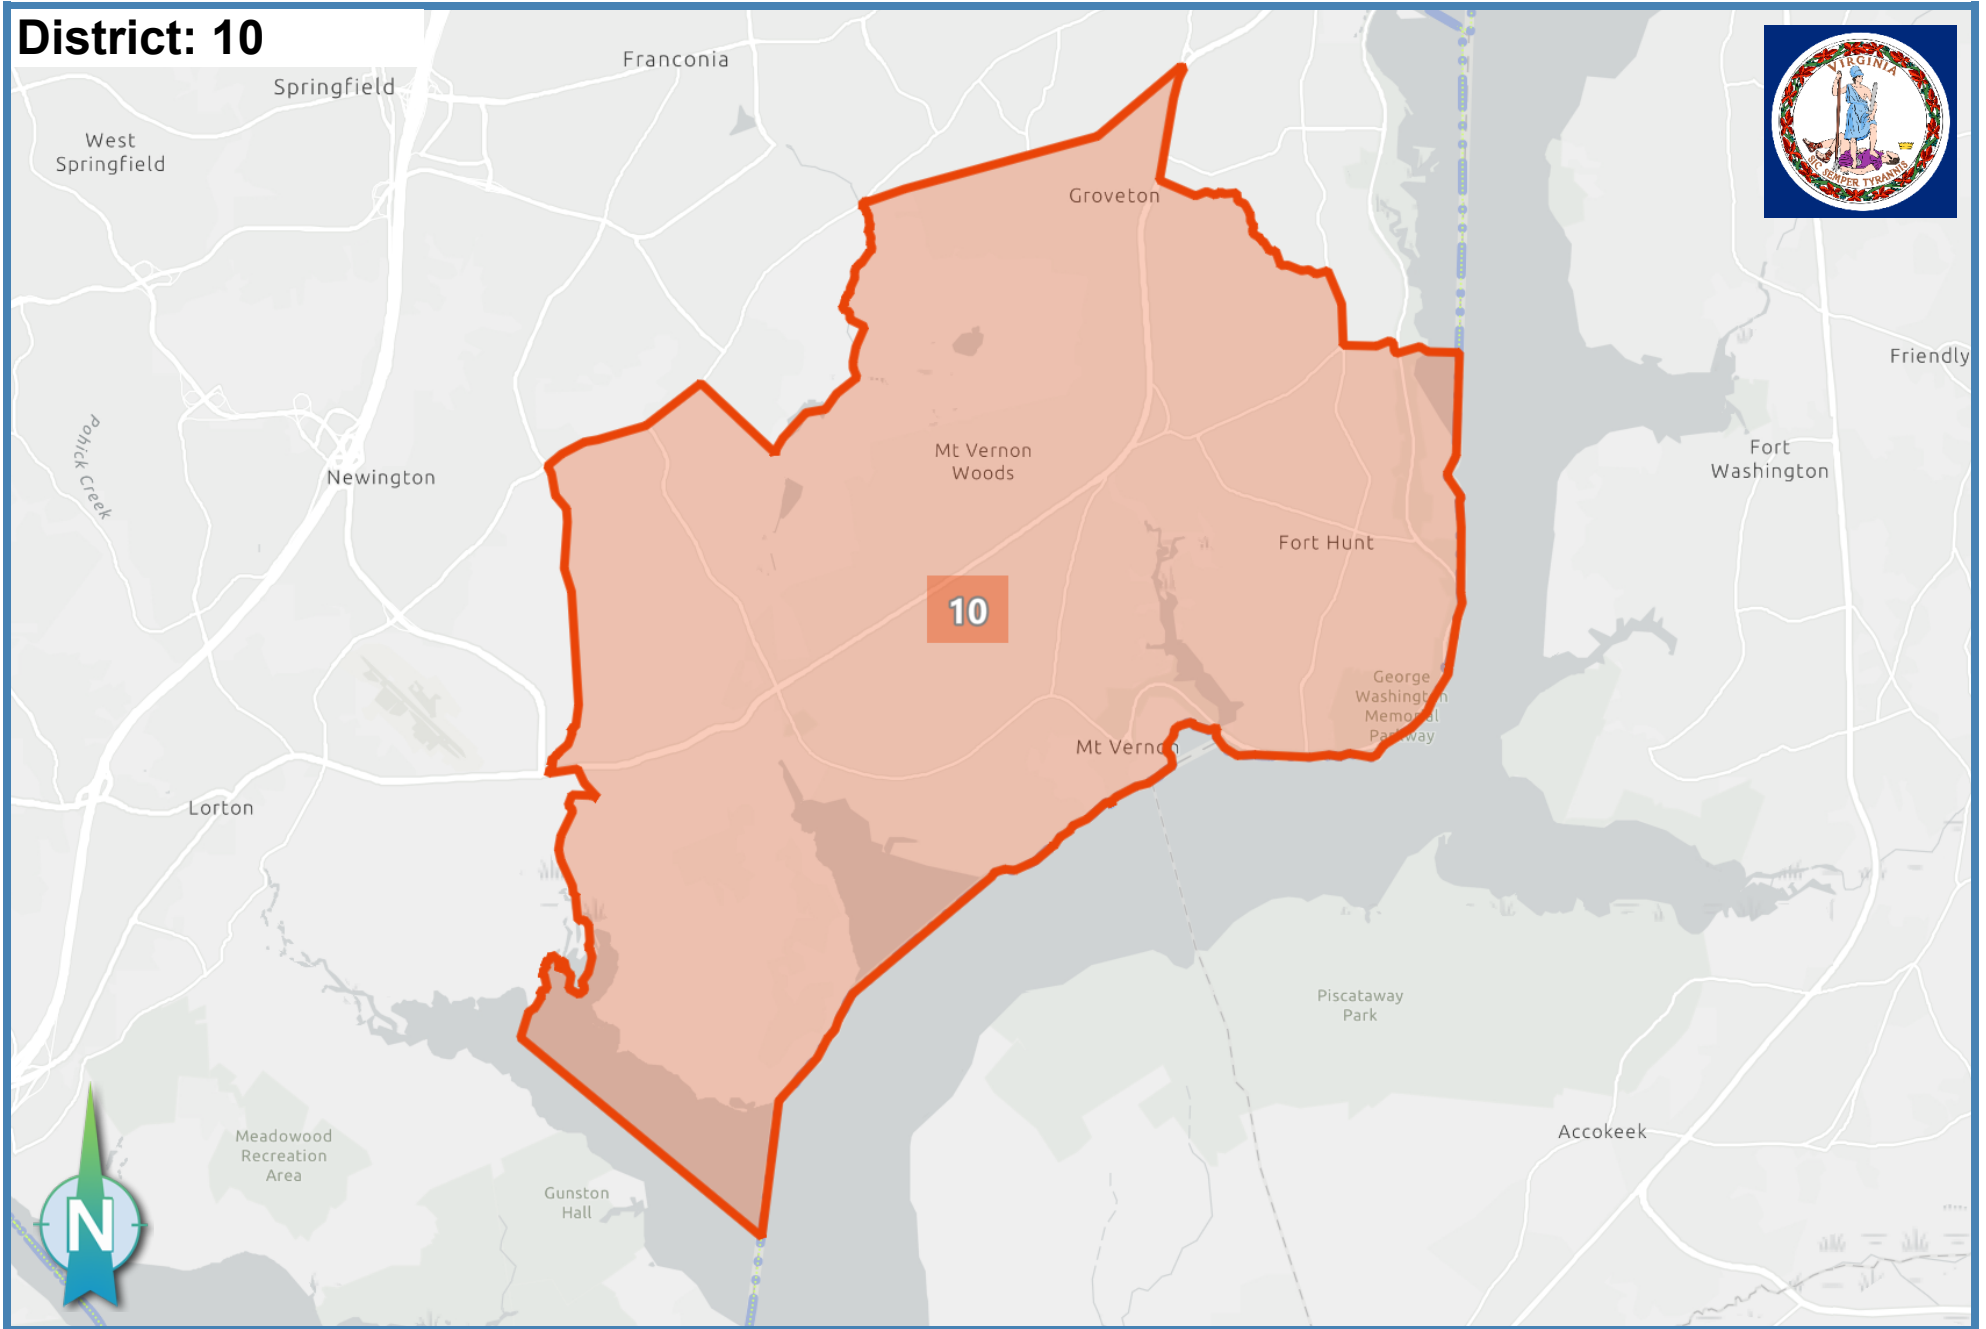 District: 10
Franconia
Springfield
VIRGINIA
SIC SEMPER TYRANNIS
West
Springfield
Groveton
Friendly
Pohick Creek
Mt Vernon
Woods
Fort
Washington
Newington
Fort Hunt
10
George
Washington
Memorial
Parkway
Mt Vernon
Lorton
Piscataway
Park
Meadowood
Recreation
Area
Accokeek
Gunston
Hall
N